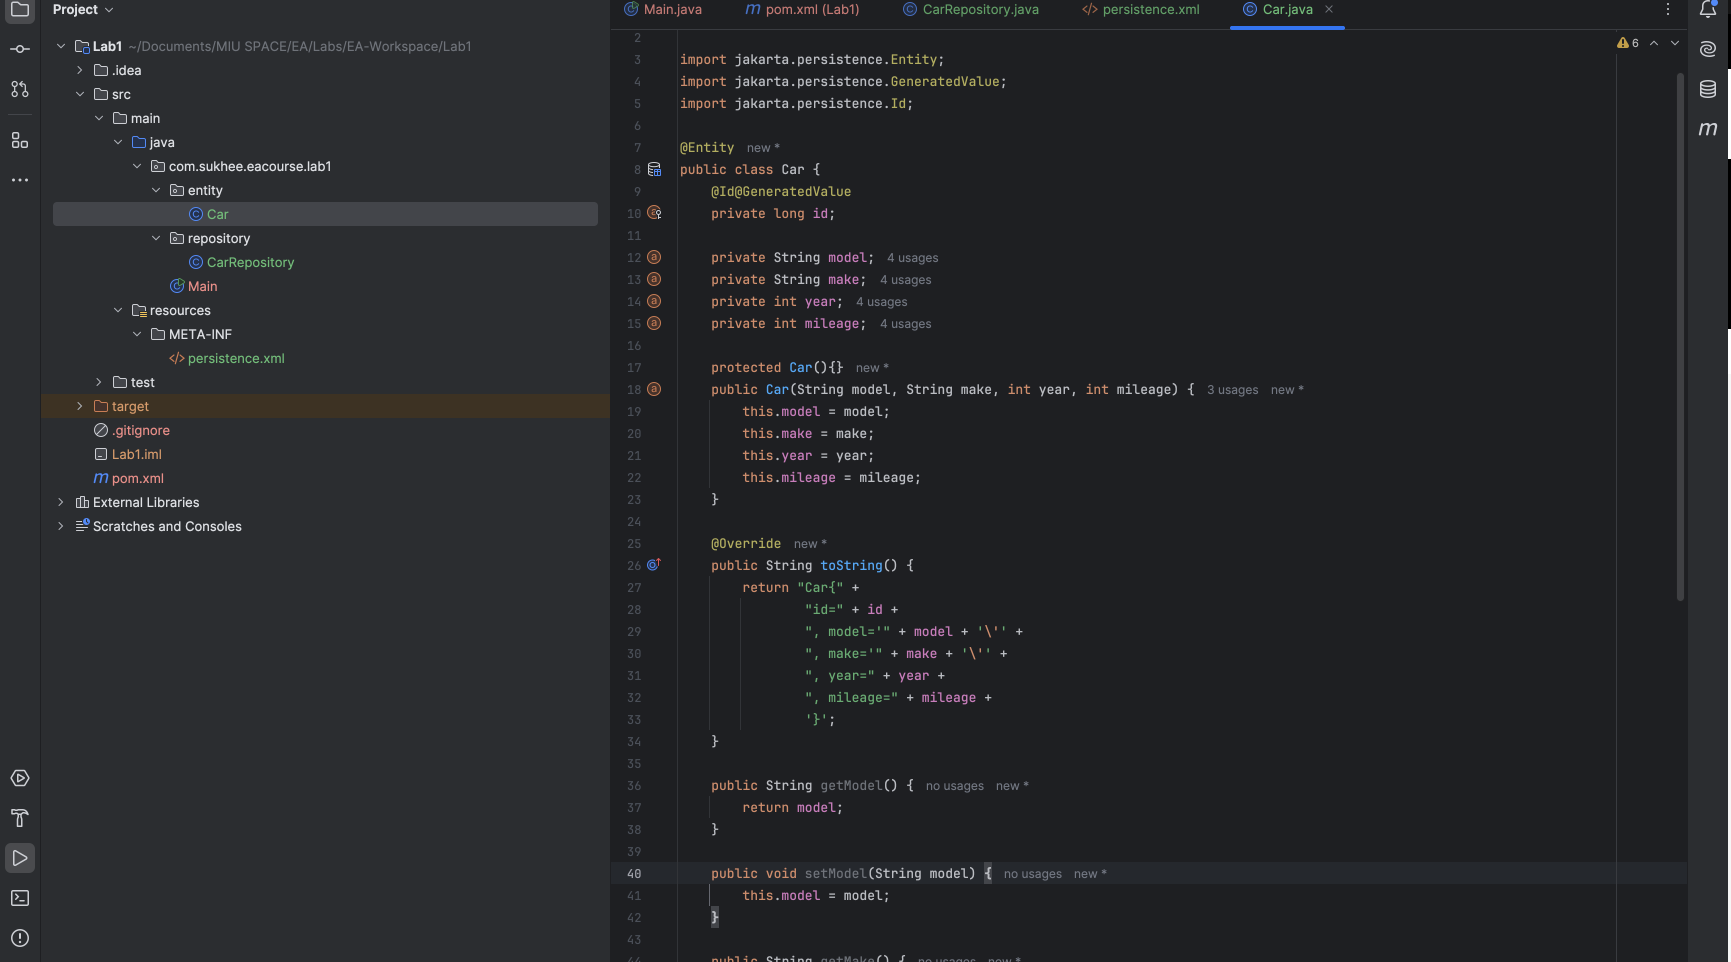 Project
Lab1 ~/Documents/MIU SPACE/EA/Labs/EA-Workspace/Lab1
.idea
src
main
java
com.sukhee.eacourse.lab1
entity
Car
repository
CarRepository
Main
resources
META-INF
persistence.xml
test
target
.gitignore
Lab1.iml
pom.xml
External Libraries
Scratches and Consoles
Main.java pom.xml (Lab1) CarRepository.java persistence.xml Car.java
6
2
3 import jakarta.persistence.Entity;
4 import jakarta.persistence.GeneratedValue;
5 import jakarta.persistence.Id;
6
7 @Entity new *
8 public class Car {
9 @Id@GeneratedValue
10 private long id;
11
12 private String model; 4 usages
13 private String make; 4 usages
14 private int year; 4 usages
15 private int mileage; 4 usages
16
17 protected Car(){} new *
18 public Car(String model, String make, int year, int mileage) { 3 usages new *
19 this.model = model;
20 this.make = make;
21 this.year = year;
22 this.mileage = mileage;
23 }
24
25 @Override new *
26 public String toString() {
27 return "Car{" +
28 "id=" + id +
29 ", model='" + model + '\'' +
30 ", make='" + make + '\'' +
31 ", year=" + year +
32 ", mileage=" + mileage +
33 '}';
34 }
35
36 public String getModel() { no usages new *
37 return model;
38 }
39
40 public void setModel(String model) { no usages new *
41 this.model = model;
42 }
43
44 public String getMake() { no usages new *